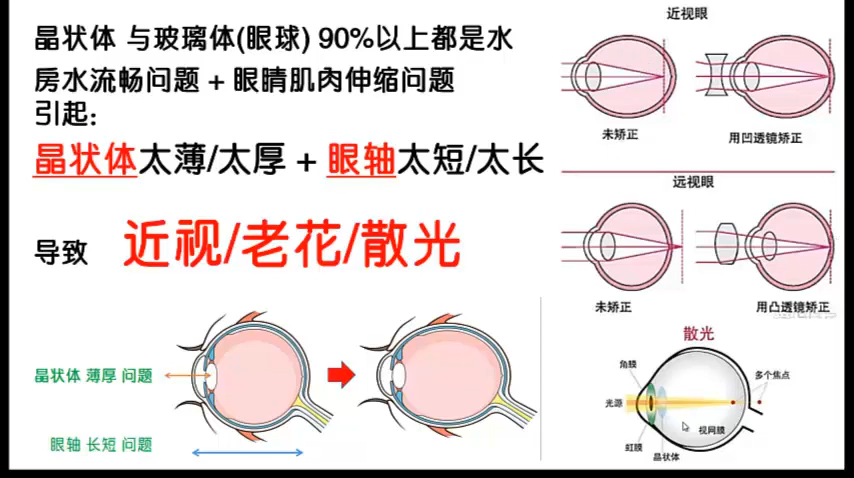 晶状体 与玻璃体(眼球) 90%以上都是水
房水流畅问题 + 眼睛肌肉伸缩问题
引起:
晶状体太薄/太厚 + 眼轴太短/太长
导致 近视/老花/散光
晶状体 薄厚 问题
眼轴 长短 问题
近视眼
未矫正
用凹透镜矫正
远视眼
未矫正
用凸透镜矫正
散光
角膜
多个焦点
光源
视网膜
虹膜
晶状体